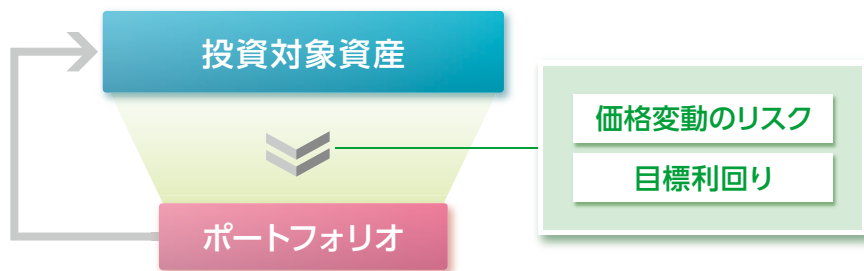 投資対象資産
価格変動のリスク
目標利回り
ポートフォリオ